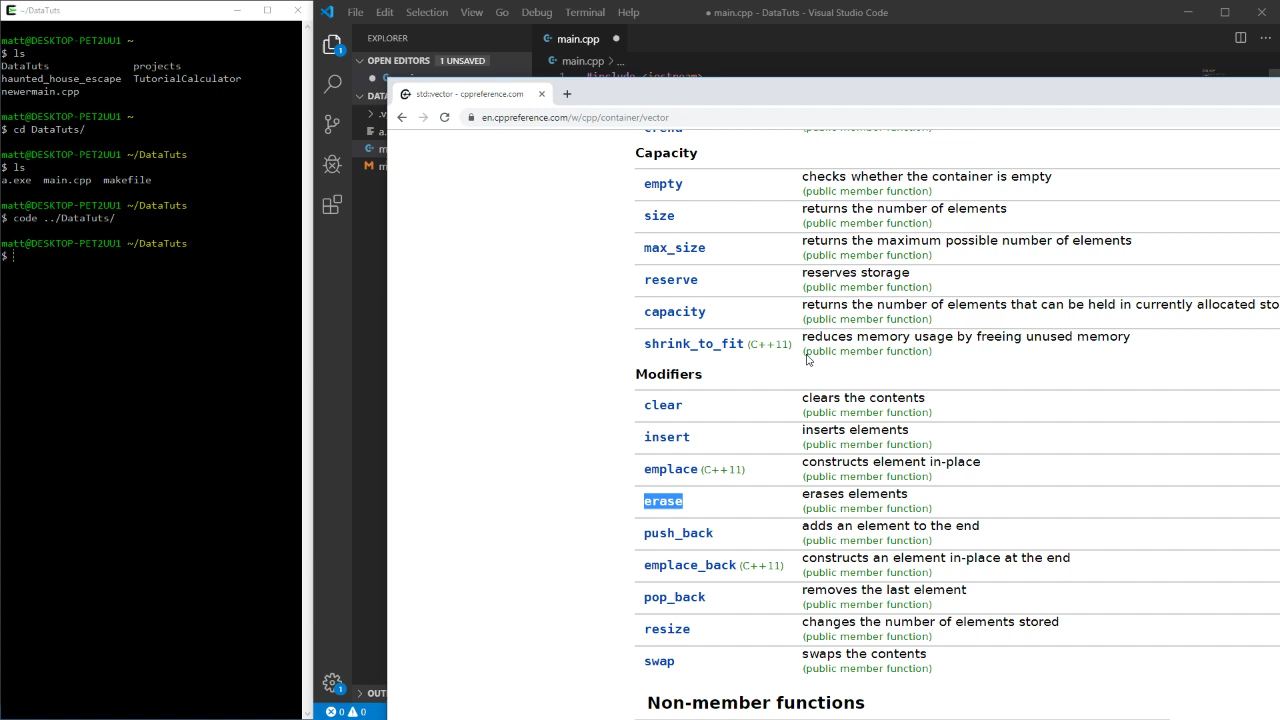 ~/DataTuts
matt@DESKTOP-PET2UU1 ~
$ ls
DataTuts projects
haunted_house_escape TutorialCalculator
newermain.cpp
matt@DESKTOP-PET2UU1 ~
$ cd DataTuts/
matt@DESKTOP-PET2UU1 ~/DataTuts
$ ls
a.exe main.cpp makefile
matt@DESKTOP-PET2UU1 ~/DataTuts
$ code ../DataTuts/
matt@DESKTOP-PET2UU1 ~/DataTuts
$
File Edit Selection View Go Debug Terminal Help
● main.cpp - DataTuts - Visual Studio Code
EXPLORER
OPEN EDITORS 1 UNSAVED
main.cpp
main.cpp > ...
1 #include <iostream>
DATA
.v
a.
m
M m
OUT
0 0
1
1
std::vector - cppreference.com
en.cppreference.com/w/cpp/container/vector
(public member function)
Capacity
empty checks whether the container is empty
(public member function)
size returns the number of elements
(public member function)
max_size returns the maximum possible number of elements
(public member function)
reserve reserves storage
(public member function)
capacity returns the number of elements that can be held in currently allocated sto
(public member function)
shrink_to_fit (C++11) reduces memory usage by freeing unused memory
(public member function)
Modifiers
clear clears the contents
(public member function)
insert inserts elements
(public member function)
emplace (C++11) constructs element in-place
(public member function)
erase erases elements
(public member function)
push_back adds an element to the end
(public member function)
emplace_back (C++11) constructs an element in-place at the end
(public member function)
pop_back removes the last element
(public member function)
resize changes the number of elements stored
(public member function)
swap swaps the contents
(public member function)
Non-member functions